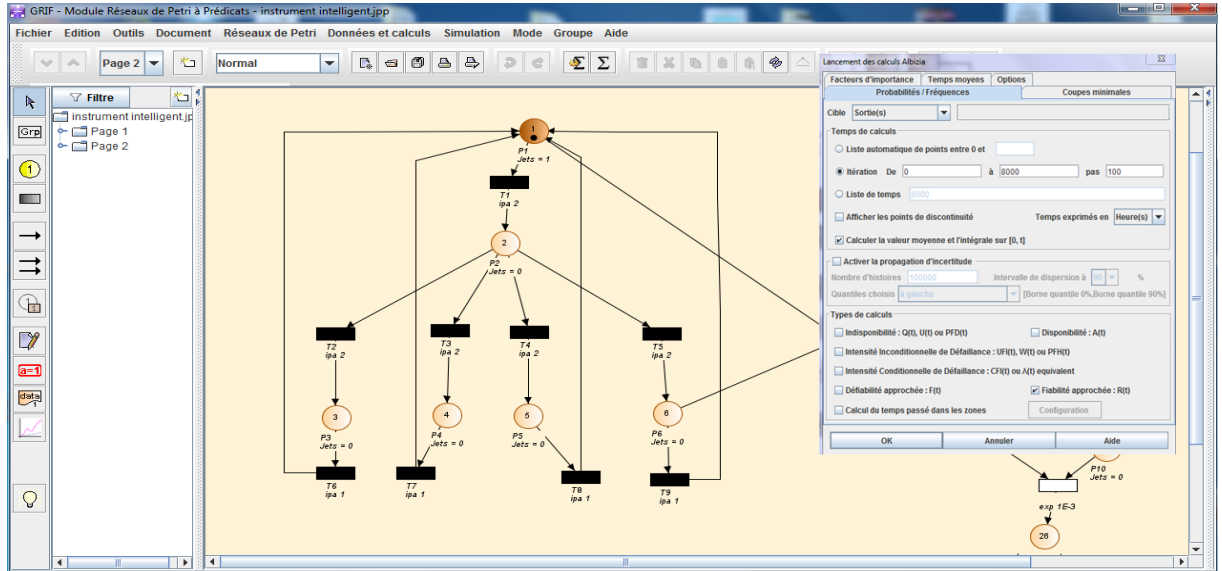 GRIF - Module Réseaux de Petri à Prédicats - instrument intelligent.jpp
Fichier Edition Outils Document Réseaux de Petri Données et calculs Simulation Mode Groupe Aide
Page 2 Normal Σ Σ
Filtre
instrument intelligent.jp
Page 1
Page 2
Grp
1
1
a=1
data
1
1
P1
Jets = 1
T1
ipa 2
2
P2
Jets = 0
T2
ipa 2
T3
ipa 2
T4
ipa 2
T5
ipa 2
3
P3
Jets = 0
4
P4
Jets = 0
5
P5
Jets = 0
6
P6
Jets = 0
T6
ipa 1
T7
ipa 1
T8
ipa 1
T9
ipa 1
Lancement des calculs Albizia
Facteurs d'importance Temps moyens Options
Probabilités / Fréquences Coupes minimales
Cible Sortie(s)
Temps de calculs
Liste automatique de points entre 0 et
Itération De 0 à 8000 pas 100
Liste de temps 8000
Afficher les points de discontinuité Temps exprimés en Heure(s)
Calculer la valeur moyenne et l'intégrale sur [0, t]
Activer la propagation d'incertitude
Nombre d'histoires 100000 Intervalle de dispersion à 90 %
Quantiles choisis à gauche [Borne quantile 0%,Borne quantile 90%]
Types de calculs
Indisponibilité : Q(t), U(t) ou PFD(t) Disponibilité : A(t)
Intensité Inconditionnelle de Défaillance : UFI(t), W(t) ou PFH(t)
Intensité Conditionnelle de Défaillance : CFI(t) ou Λ(t) equivalent
Défiabilité approchée : F(t) Fiabilité approchée : R(t)
Calcul du temps passé dans les zones Configuration
OK Annuler Aide
P10
Jets = 0
exp 1E-3
26